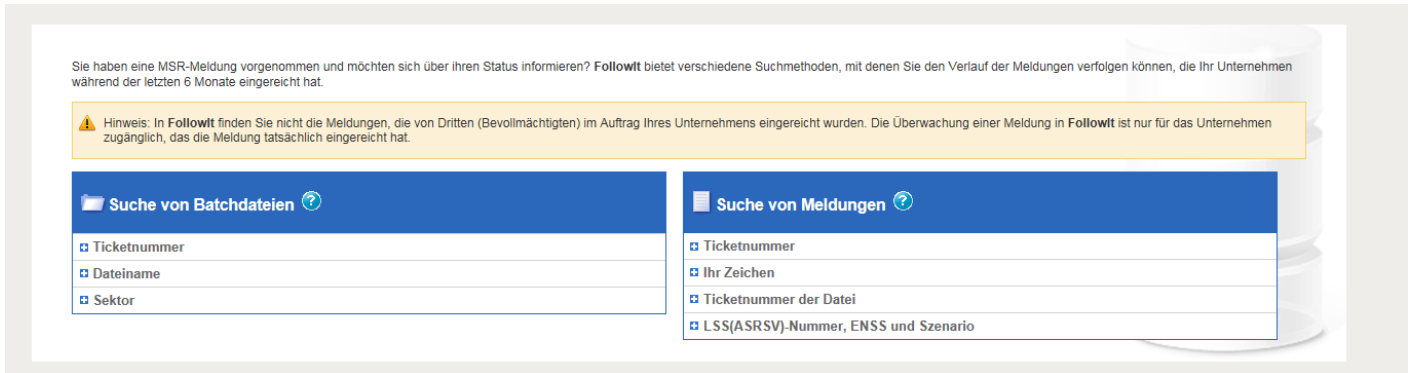 Sie haben eine MSR-Meldung vorgenommen und möchten sich über ihren Status informieren? FollowIt bietet verschiedene Suchmethoden, mit denen Sie den Verlauf der Meldungen verfolgen können, die Ihr Unternehmen
während der letzten 6 Monate eingereicht hat.
Hinweis: In FollowIt finden Sie nicht die Meldungen, die von Dritten (Bevollmächtigten) im Auftrag Ihres Unternehmens eingereicht wurden. Die Überwachung einer Meldung in FollowIt ist nur für das Unternehmen
zugänglich, das die Meldung tatsächlich eingereicht hat.
Suche von Batchdateien ?
Ticketnummer
Dateiname
Sektor
Suche von Meldungen ?
Ticketnummer
Ihr Zeichen
Ticketnummer der Datei
LSS(ASRSV)-Nummer, ENSS und Szenario